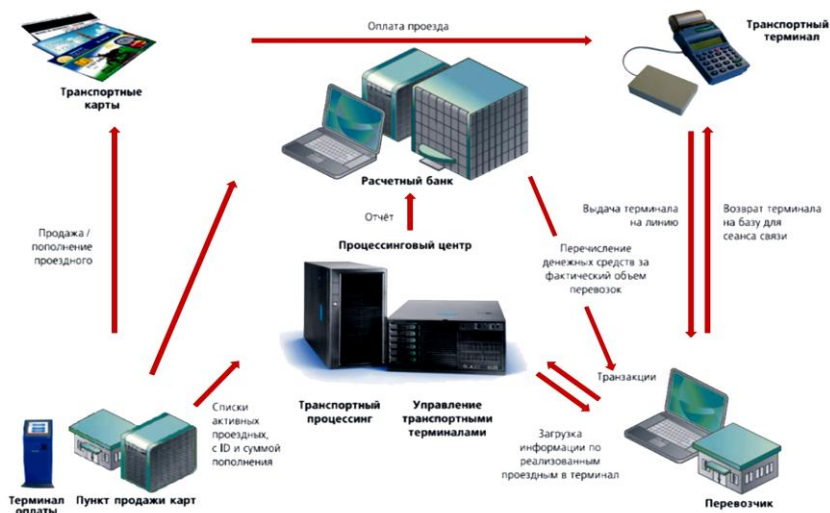 Оплата проезда
Транспортный
терминал
Транспортные
карты
Расчетный банк
Отчёт
Процессинговый центр
Продажа /
пополнение
проездного
Выдача терминала
на линию
Возврат терминала
на базу для
сеанса связи
Перечисление
денежных средств за
фактический объем
перевозок
Транзакции
Списки
активных
проездных,
с ID и суммой
пополнения
Транспортный
процессинг
Управление
транспортными
терминалами
Загрузка
информации по
реализованным
проездным в терминал
Терминал
оплаты
Пункт продажи карт
Перевозчик